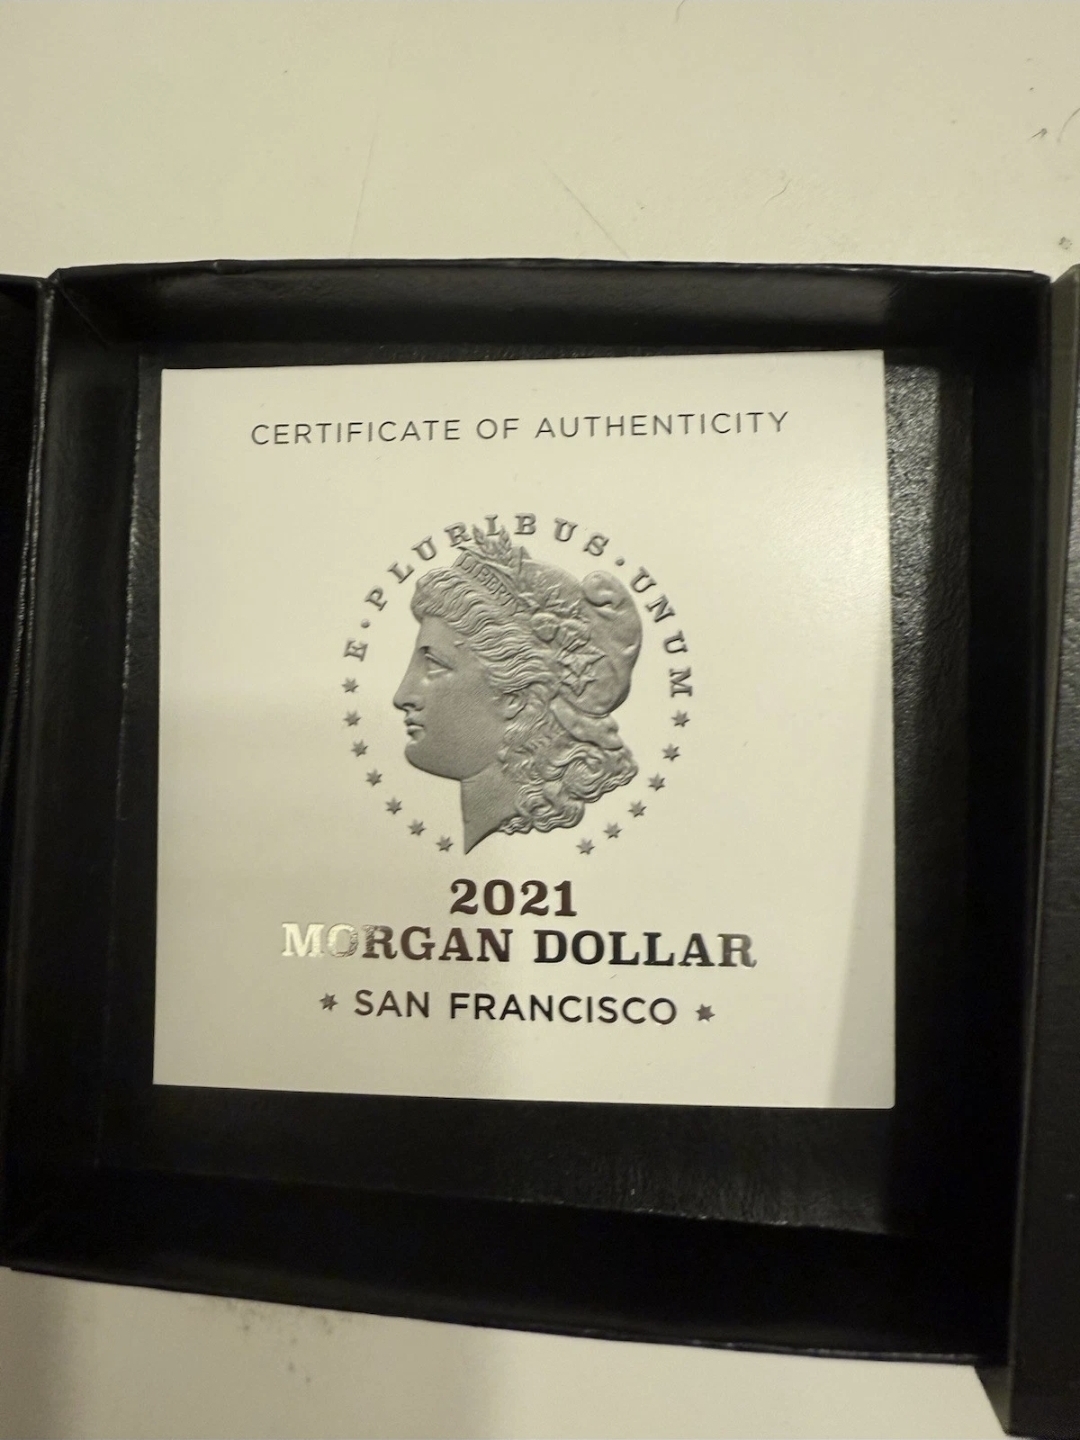 CERTIFICATE OF AUTHENTICITY
E · PLURIBUS · UNUM
LIBERTY
2021
MORGAN DOLLAR
* SAN FRANCISCO *